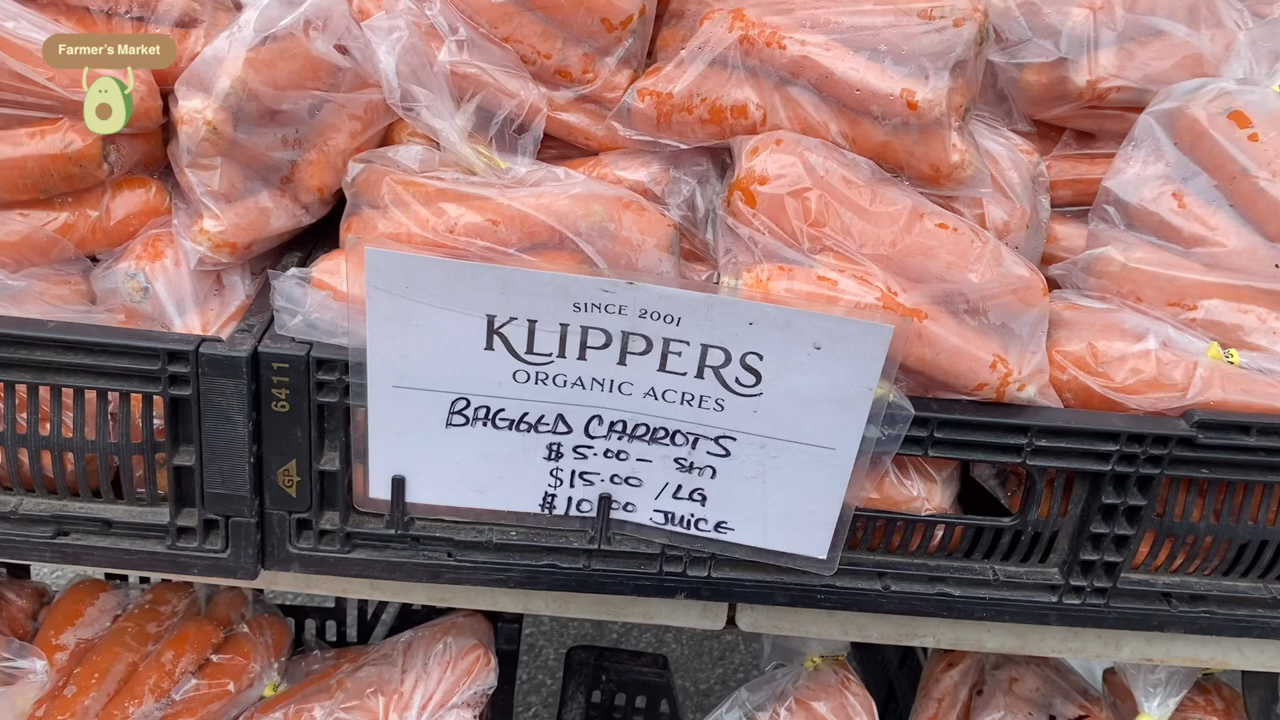 Farmer's Market
SINCE 2001
KLIPPERS
ORGANIC ACRES
BAGGED CARROTS
$5.00 - sm
$15.00 /LG
$10.00 JUICE
6411
GP